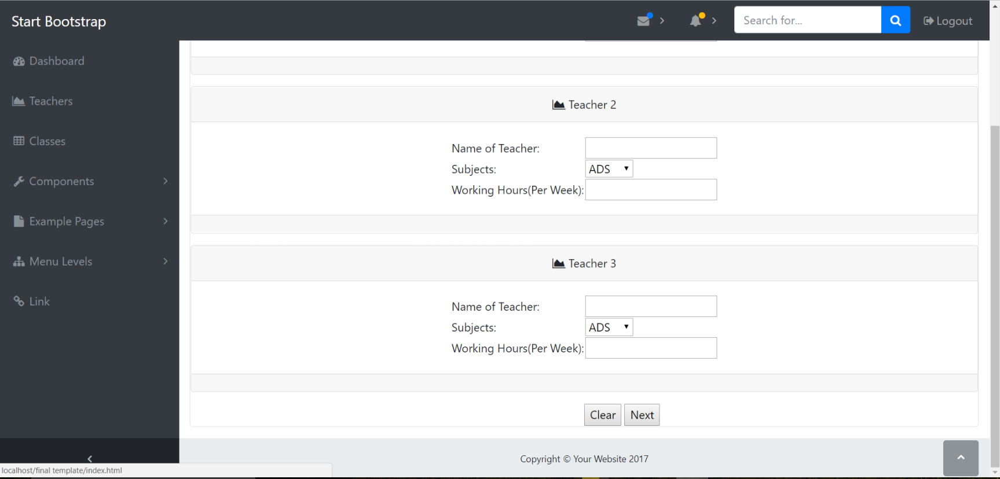 Start Bootstrap
Search for...
Logout
Dashboard
Teachers
Classes
Components
Example Pages
Menu Levels
Link
Teacher 2
Name of Teacher:
Subjects: ADS
Working Hours(Per Week):
Teacher 3
Name of Teacher:
Subjects: ADS
Working Hours(Per Week):
Clear Next
Copyright © Your Website 2017
localhost/final template/index.html